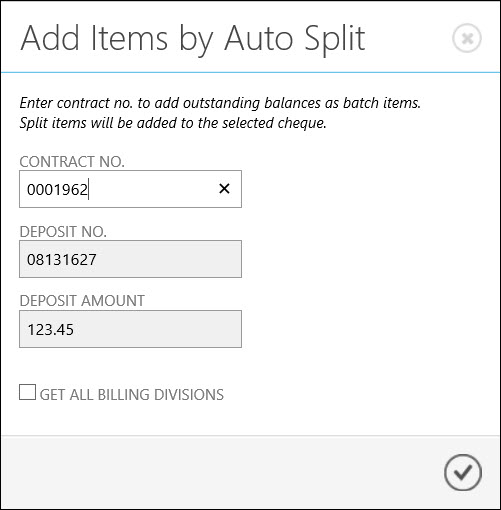 Add Items by Auto Split
Enter contract no. to add outstanding balances as batch items.
Split items will be added to the selected cheque.
CONTRACT NO.
0001962
DEPOSIT NO.
08131627
DEPOSIT AMOUNT
123.45
GET ALL BILLING DIVISIONS